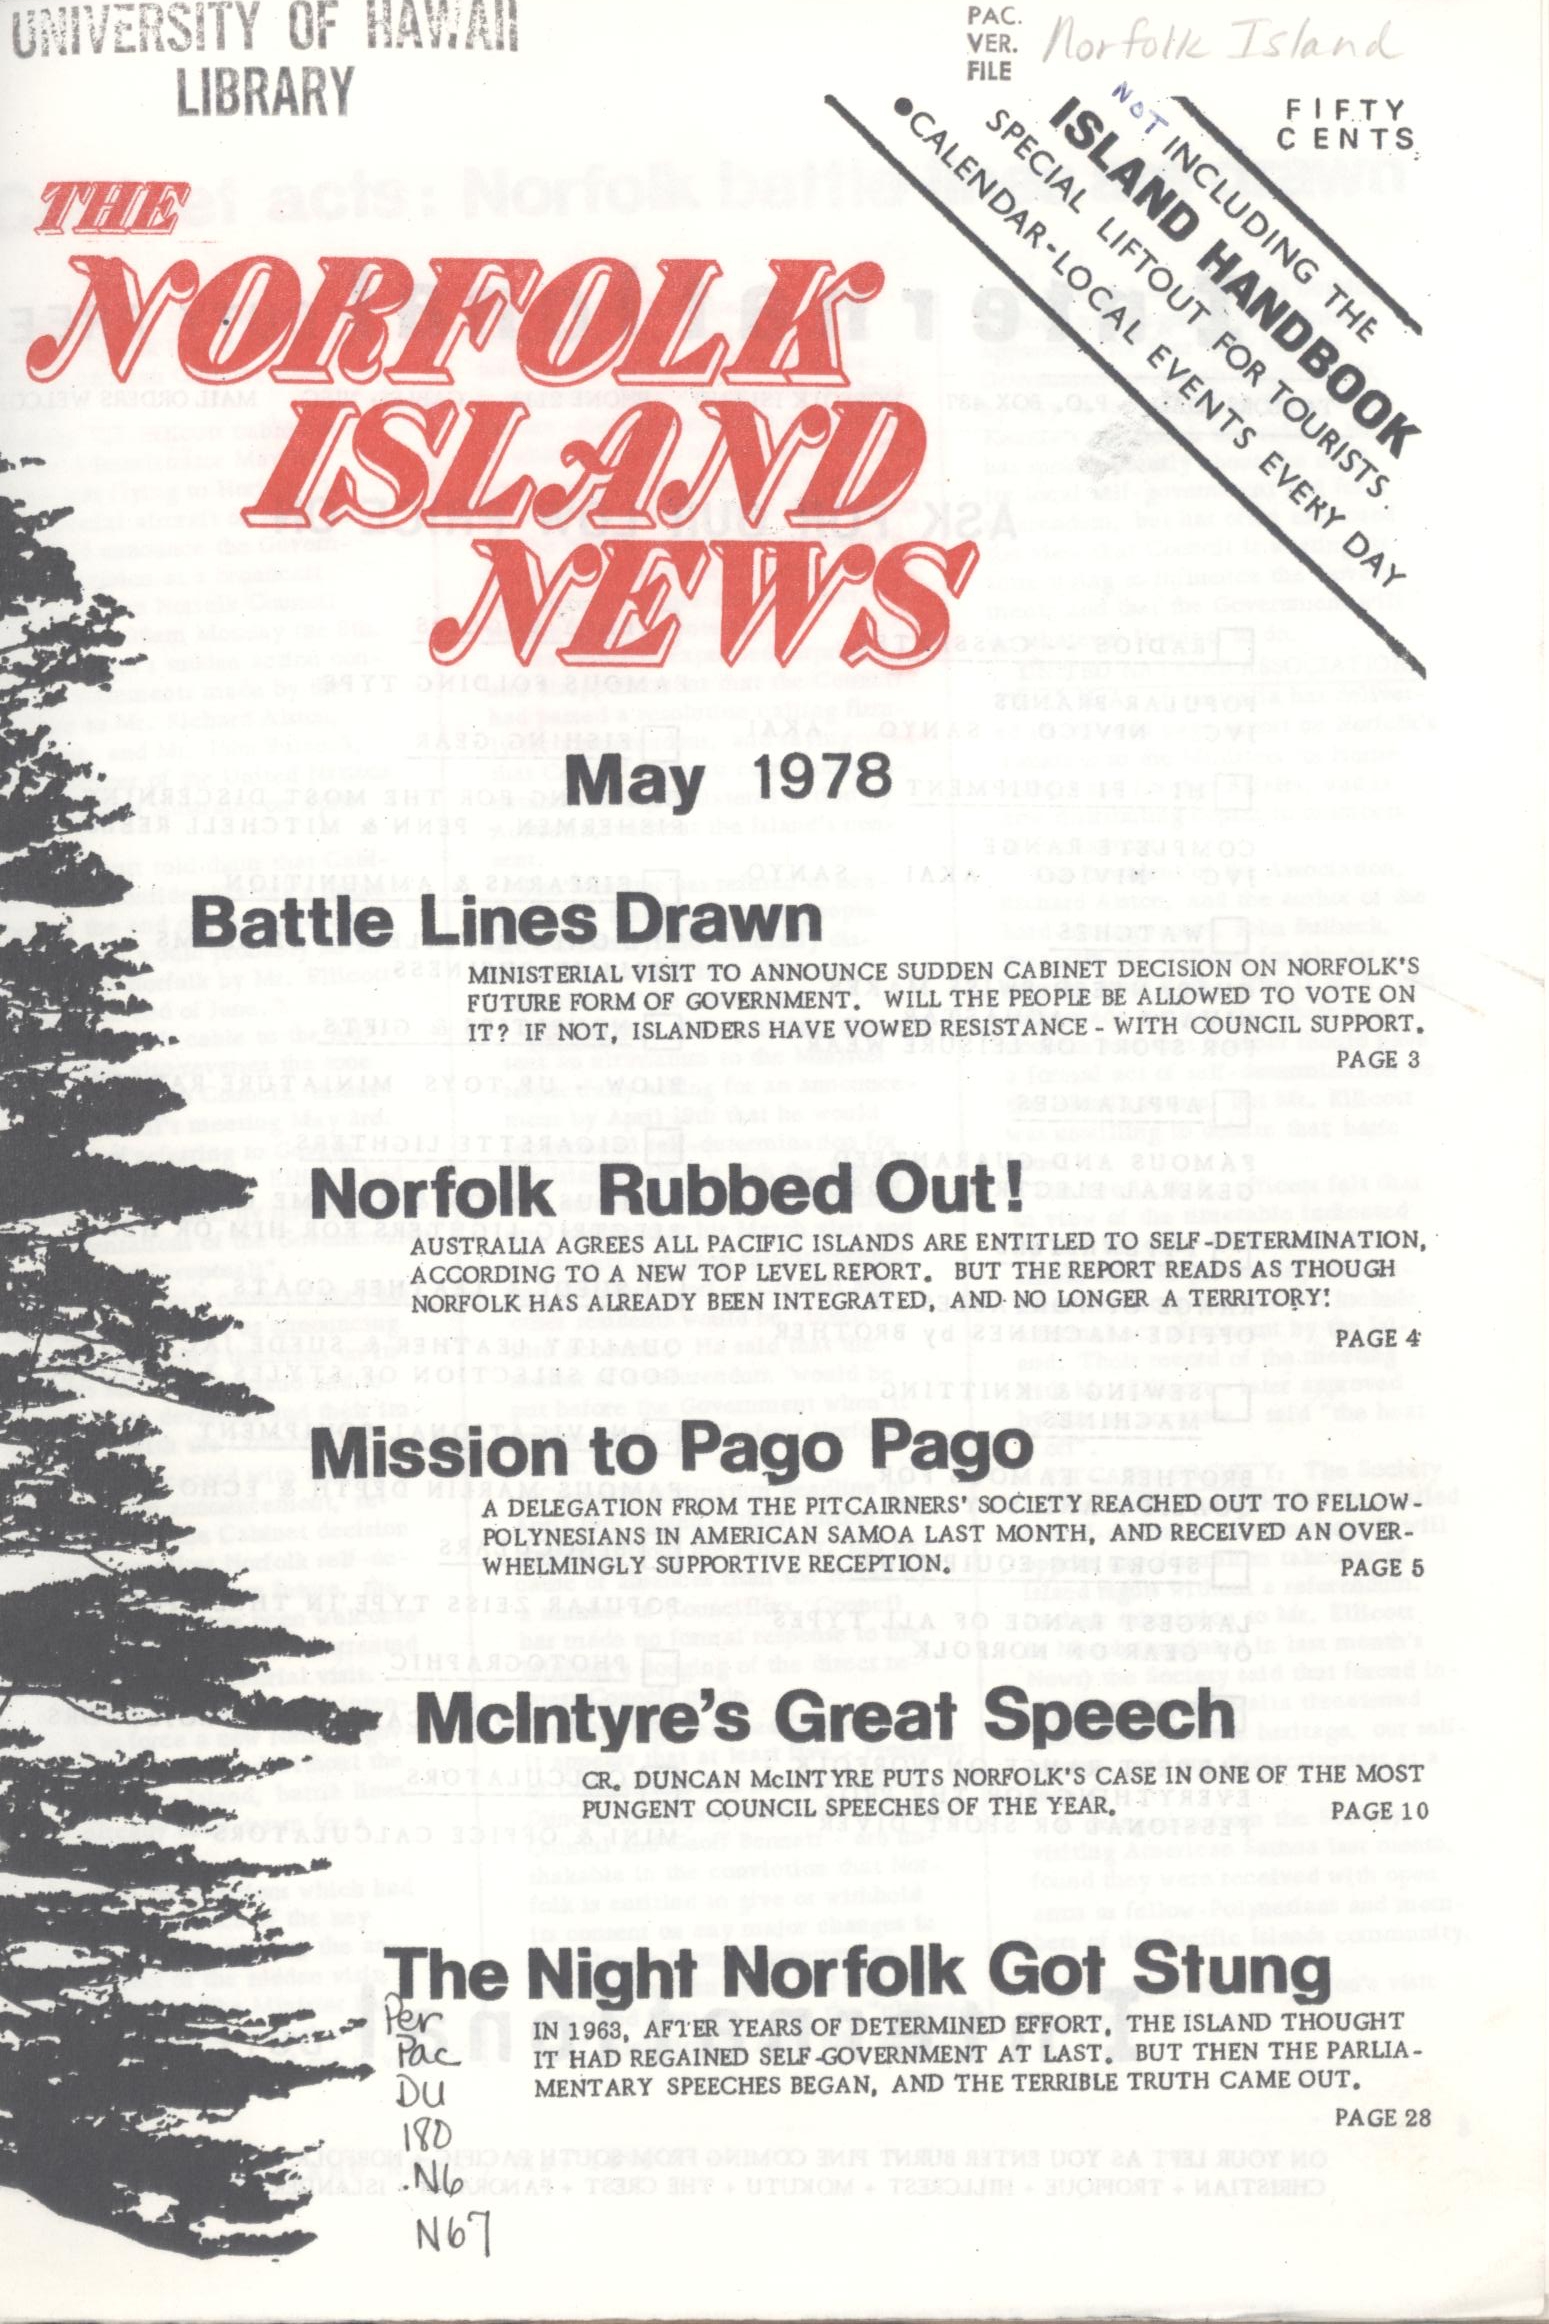 UNIVERSITY OF HAWAII
LIBRARY
PAC.
VER.
FILE
Norfolk Island
FIFTY
CENTS
NOT INCLUDING THE
ISLAND HANDBOOK
SPECIAL LIFTOUT FOR TOURISTS.
•CALENDAR-LOCAL EVENTS EVERY DAY
THE
NORFOLK
ISLAND
NEWS
May 1978
Battle Lines Drawn
MINISTERIAL VISIT TO ANNOUNCE SUDDEN CABINET DECISION ON NORFOLK'S
FUTURE FORM OF GOVERNMENT. WILL THE PEOPLE BE ALLOWED TO VOTE ON
IT? IF NOT, ISLANDERS HAVE VOWED RESISTANCE - WITH COUNCIL SUPPORT.
PAGE 3
Norfolk Rubbed Out!
AUSTRALIA AGREES ALL PACIFIC ISLANDS ARE ENTITLED TO SELF-DETERMINATION,
ACCORDING TO A NEW TOP LEVEL REPORT. BUT THE REPORT READS AS THOUGH
NORFOLK HAS ALREADY BEEN INTEGRATED, AND NO LONGER A TERRITORY!
PAGE 4
Mission to Pago Pago
A DELEGATION FROM THE PITCAIRNERS' SOCIETY REACHED OUT TO FELLOW-
POLYNESIANS IN AMERICAN SAMOA LAST MONTH, AND RECEIVED AN OVER-
WHELMINGLY SUPPORTIVE RECEPTION. PAGE 5
McIntyre's Great Speech
CR. DUNCAN McINTYRE PUTS NORFOLK'S CASE IN ONE OF THE MOST
PUNGENT COUNCIL SPEECHES OF THE YEAR. PAGE 10
The Night Norfolk Got Stung
IN 1963, AFTER YEARS OF DETERMINED EFFORT, THE ISLAND THOUGHT
IT HAD REGAINED SELF-GOVERNMENT AT LAST. BUT THEN THE PARLIA-
MENTARY SPEECHES BEGAN, AND THE TERRIBLE TRUTH CAME OUT.
PAGE 28
Per
Pac
DU
180
.N6
N67